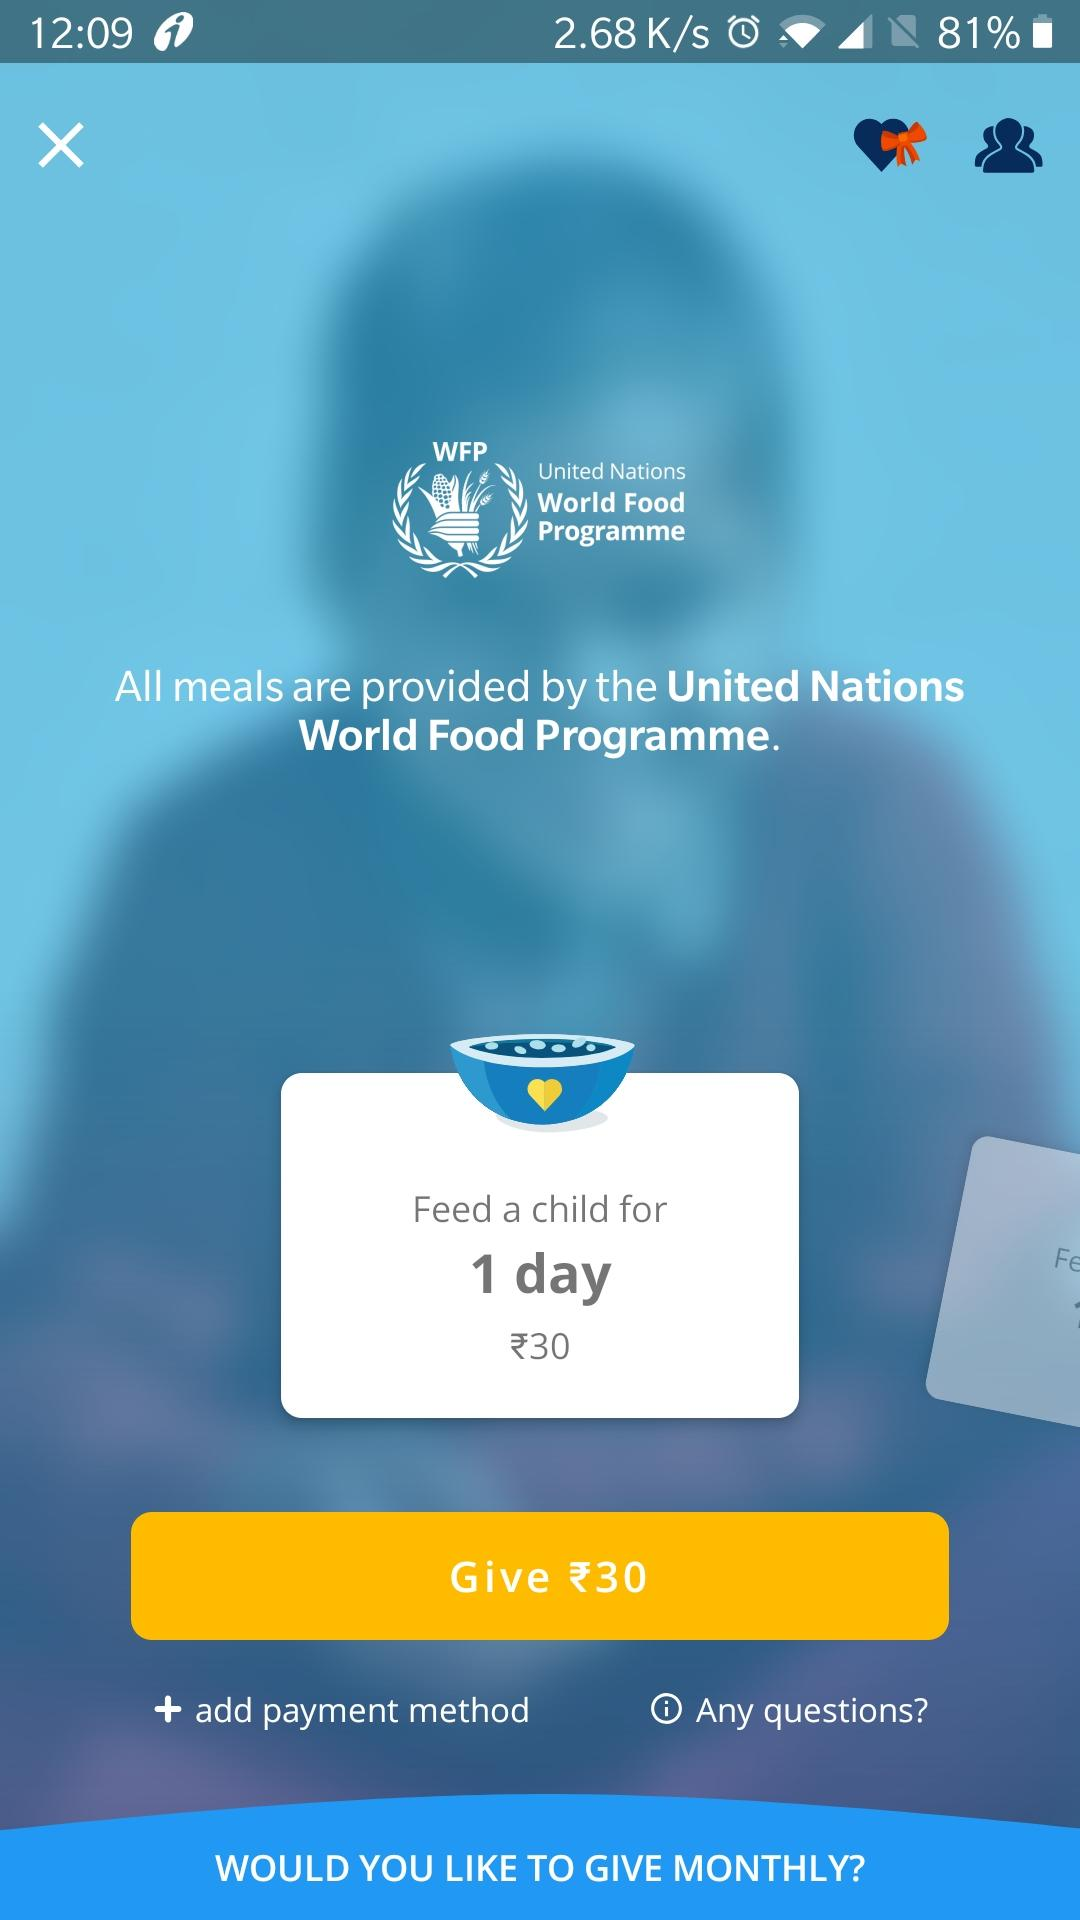 12:09 2.68 K/s 81%
WFP
United Nations
World Food
Programme
All meals are provided by the United Nations
World Food Programme.
Feed a child for
1 day
₹30
Fe
Give ₹30
add payment method Any questions?
WOULD YOU LIKE TO GIVE MONTHLY?